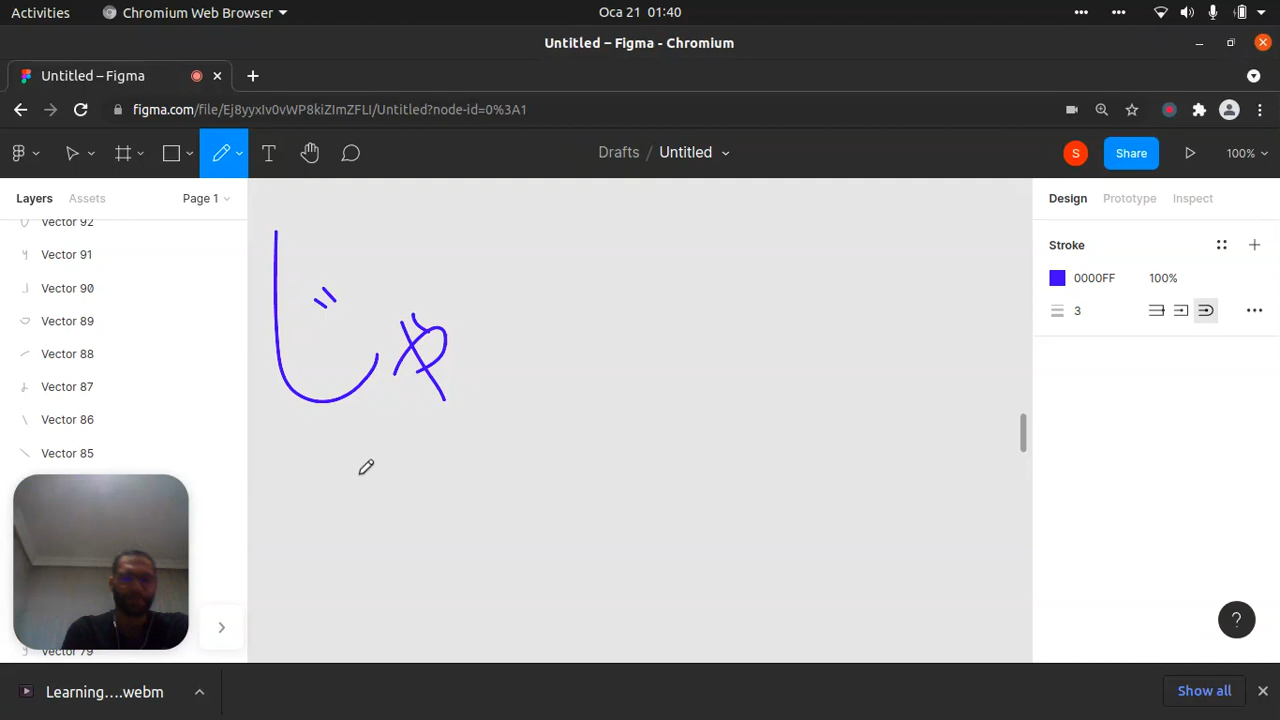 Activities Chromium Web Browser Oca 21 01:40
Untitled – Figma - Chromium
Untitled – Figma
figma.com/file/Ej8yyxIv0vWP8kiZImZFLI/Untitled?node-id=0%3A1
Drafts / Untitled S Share 100%
Layers Assets Page 1 Design Prototype Inspect
Vector 92
Vector 91
Vector 90
Vector 89
Vector 88
Vector 87
Vector 86
Vector 85
Vector 79
Stroke
0000FF 100%
3
じゃ
?
Learning....webm Show all